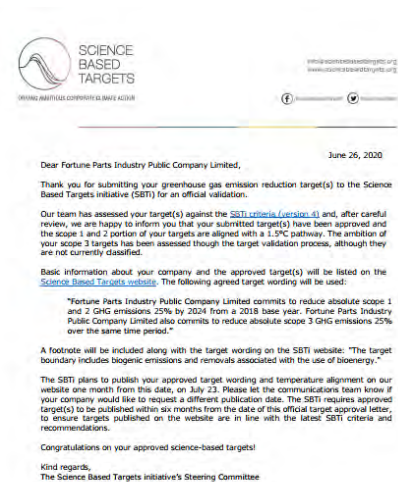 SCIENCE
BASED
TARGETS
DRIVING AMBITIOUS CORPORATE CLIMATE ACTION
info@sciencebasedtargets.org
www.sciencebasedtargets.org
June 26, 2020
Dear Fortune Parts Industry Public Company Limited,
Thank you for submitting your greenhouse gas emission reduction target(s) to the Science
Based Targets initiative (SBTi) for an official validation.
Our team has assessed your target(s) against the SBTi criteria (version 4) and, after careful
review, we are happy to inform you that your submitted target(s) have been approved and
the scope 1 and 2 portion of your targets are aligned with a 1.5°C pathway. The ambition of
your scope 3 targets has been assessed though the target validation process, although they
are not currently classified.
Basic information about your company and the approved target(s) will be listed on the
Science Based Targets website. The following agreed target wording will be used:
"Fortune Parts Industry Public Company Limited commits to reduce absolute scope 1
and 2 GHG emissions 25% by 2024 from a 2018 base year. Fortune Parts Industry
Public Company Limited also commits to reduce absolute scope 3 GHG emissions 25%
over the same time period."
A footnote will be included along with the target wording on the SBTi website: "The target
boundary includes biogenic emissions and removals associated with the use of bioenergy."
The SBTi plans to publish your approved target wording and temperature alignment on our
website one month from this date, on July 23. Please let the communications team know if
your company would like to request a different publication date. The SBTi requires approved
target(s) to be published within six months from the date of this official target approval letter,
to ensure targets published on the website are in line with the latest SBTi criteria and
recommendations.
Congratulations on your approved science-based targets!
Kind regards,
The Science Based Targets initiative's Steering Committee